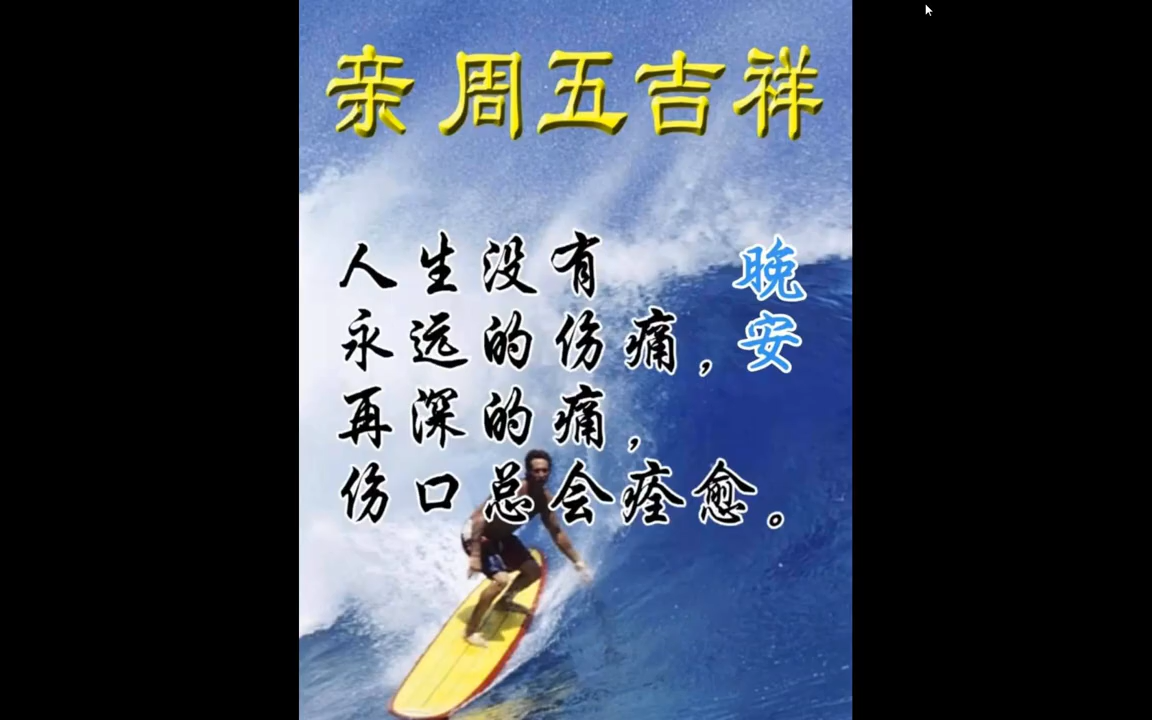 亲 周五吉祥
人生没有
永远的伤痛，
再深的痛，
伤口总会痊愈。
晚安